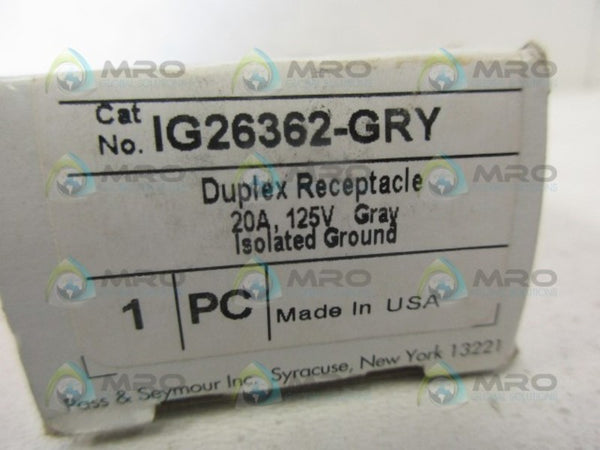 Cat
No. IG26362-GRY
Duplex Receptacle
20A, 125V Gray
Isolated Ground
1 PC Made In USA
Pass & Seymour Inc. Syracuse, New York 13221
MRO